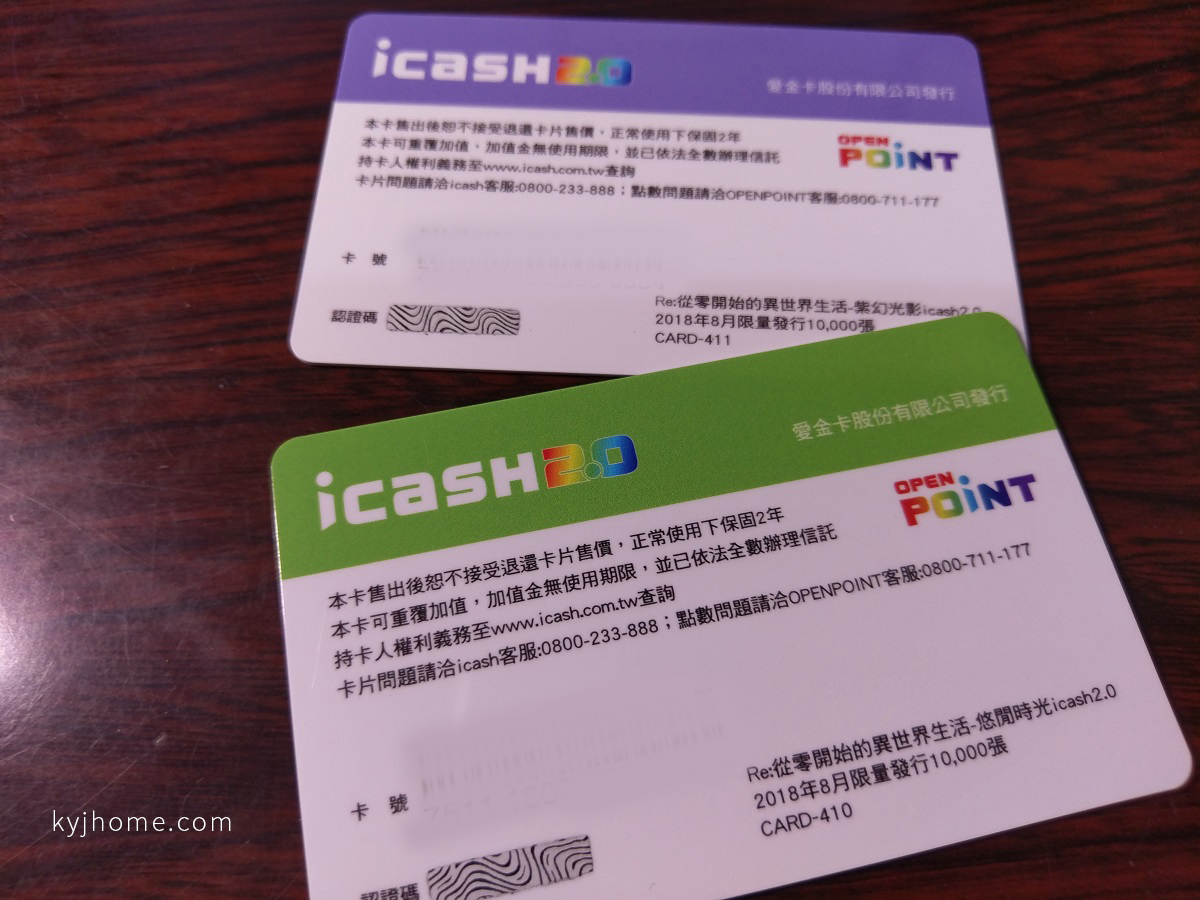 icash2.0
愛金卡股份有限公司發行
本卡售出後恕不接受退還卡片售價，正常使用下保固2年
本卡可重覆加值，加值金無使用期限，並已依法全數辦理信託
持卡人權利義務至www.icash.com.tw查詢
卡片問題請洽icash客服:0800-233-888；點數問題請洽OPENPOINT客服:0800-711-177
OPEN
POiNT
卡 號
認證碼
Re:從零開始的異世界生活-紫幻光影icash2.0
2018年8月限量發行10,000張
CARD-411
icash2.0
愛金卡股份有限公司發行
本卡售出後恕不接受退還卡片售價，正常使用下保固2年
本卡可重覆加值，加值金無使用期限，並已依法全數辦理信託
持卡人權利義務至www.icash.com.tw查詢
卡片問題請洽icash客服:0800-233-888；點數問題請洽OPENPOINT客服:0800-711-177
OPEN
POiNT
卡 號
認證碼
Re:從零開始的異世界生活-悠閒時光icash2.0
2018年8月限量發行10,000張
CARD-410
kyjhome.com